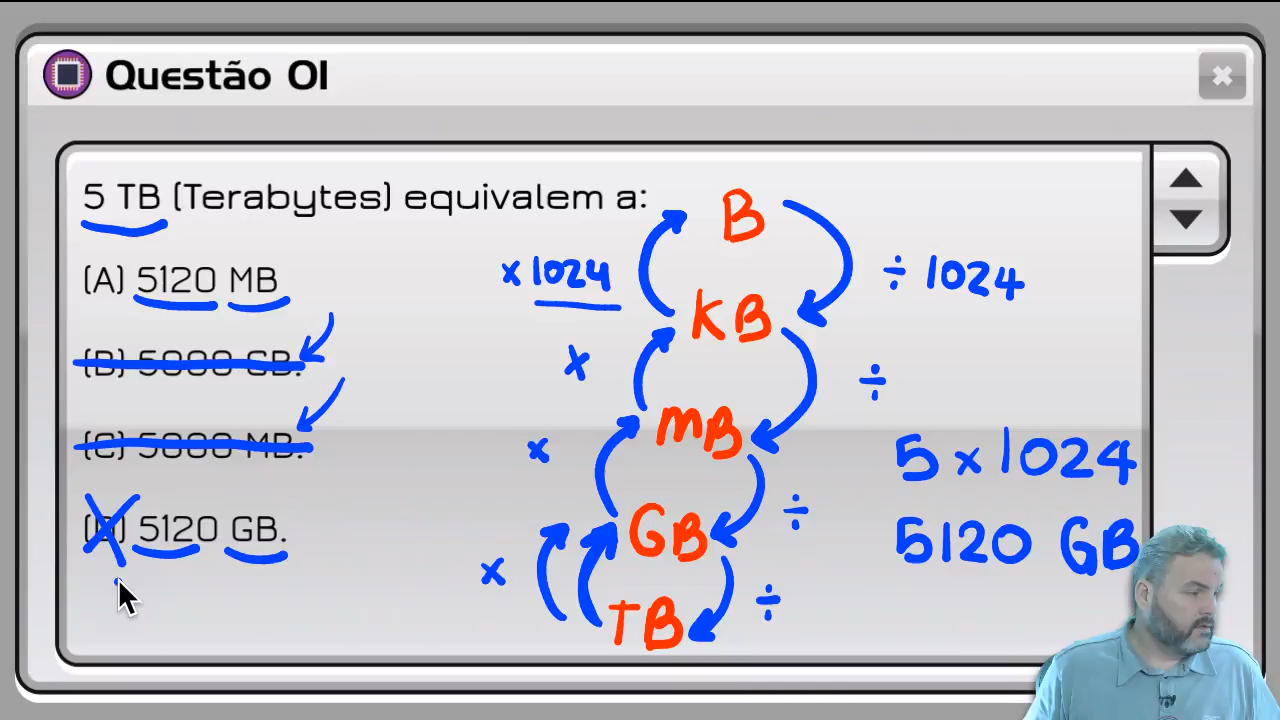 Questão 01
5 TB (Terabytes) equivalem a:
(A) 5120 MB
(B) 5000 GB.
(C) 5000 MB.
(D) 5120 GB.
B
×1024
÷ 1024
KB
×
÷
MB
×
÷
5 × 1024
GB
5120 GB
×
÷
TB